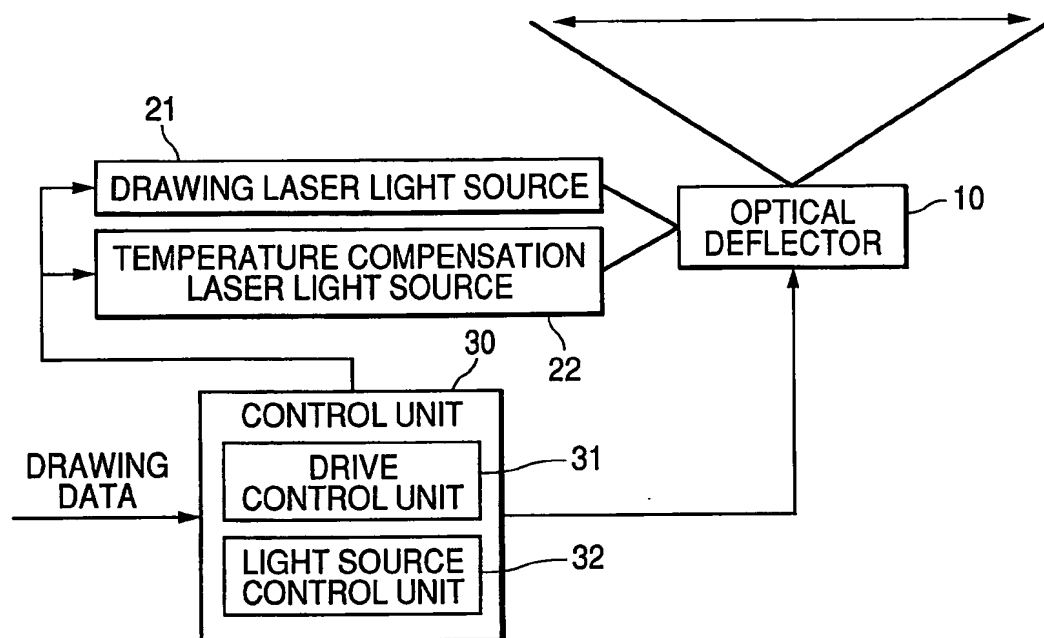 21
DRAWING LASER LIGHT SOURCE
OPTICAL
DEFLECTOR
10
TEMPERATURE COMPENSATION
LASER LIGHT SOURCE
22
30
CONTROL UNIT
DRAWING
DATA
DRIVE
CONTROL UNIT
31
LIGHT SOURCE
CONTROL UNIT
32